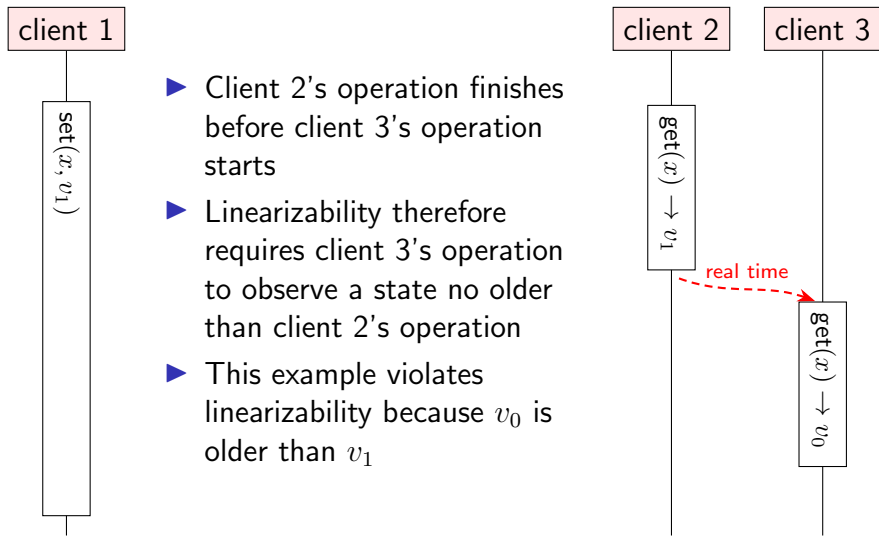 client 1
set(x, v₁)
▶ Client 2's operation finishes
before client 3's operation
starts
▶ Linearizability therefore
requires client 3's operation
to observe a state no older
than client 2's operation
▶ This example violates
linearizability because v₀ is
older than v₁
client 2
get(x) → v₁
real time
client 3
get(x) → v₀